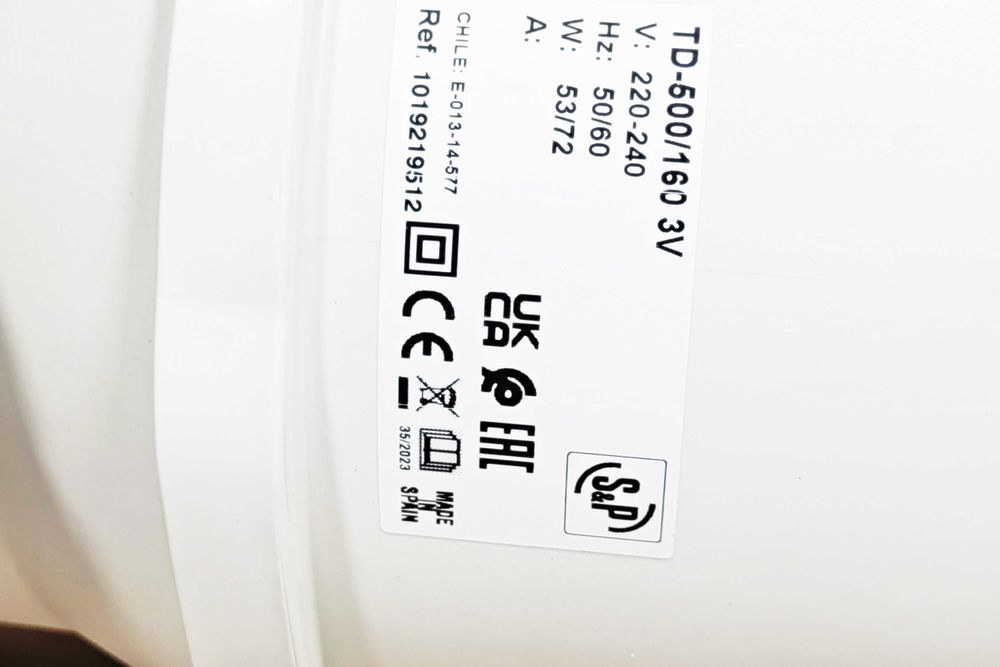 TD-500/160 3V
V: 220-240
Hz: 50/60
W: 53/72
A:
CHILE: E-013-14-577
Ref. 1019219512
UK
CA
EAC
CE
35/2023
MADE
IN
SPAIN
S&P